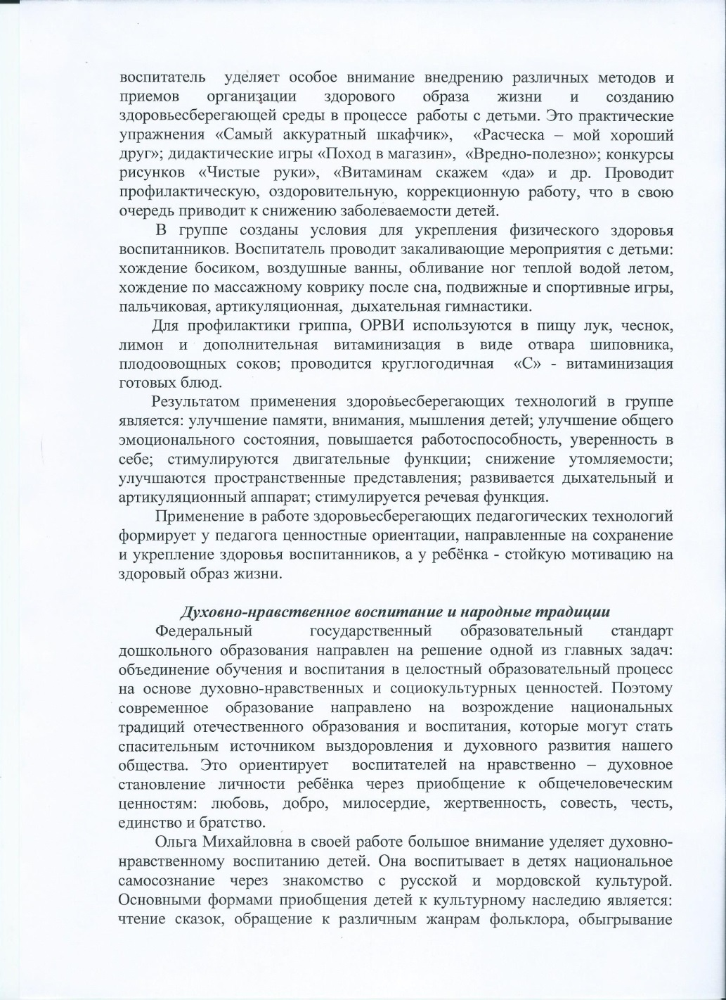 воспитатель уделяет особое внимание внедрению различных методов и
приемов организации здорового образа жизни и созданию
здоровьесберегающей среды в процессе работы с детьми. Это практические
упражнения «Самый аккуратный шкафчик», «Расческа – мой хороший
друг»; дидактические игры «Поход в магазин», «Вредно-полезно»; конкурсы
рисунков «Чистые руки», «Витаминам скажем «да» и др. Проводит
профилактическую, оздоровительную, коррекционную работу, что в свою
очередь приводит к снижению заболеваемости детей.
В группе созданы условия для укрепления физического здоровья
воспитанников. Воспитатель проводит закаливающие мероприятия с детьми:
хождение босиком, воздушные ванны, обливание ног теплой водой летом,
хождение по массажному коврику после сна, подвижные и спортивные игры,
пальчиковая, артикуляционная, дыхательная гимнастики.
Для профилактики гриппа, ОРВИ используются в пищу лук, чеснок,
лимон и дополнительная витаминизация в виде отвара шиповника,
плодоовощных соков; проводится круглогодичная «С» - витаминизация
готовых блюд.
Результатом применения здоровьесберегающих технологий в группе
является: улучшение памяти, внимания, мышления детей; улучшение общего
эмоционального состояния, повышается работоспособность, уверенность в
себе; стимулируются двигательные функции; снижение утомляемости;
улучшаются пространственные представления; развивается дыхательный и
артикуляционный аппарат; стимулируется речевая функция.
Применение в работе здоровьесберегающих педагогических технологий
формирует у педагога ценностные ориентации, направленные на сохранение
и укрепление здоровья воспитанников, а у ребёнка - стойкую мотивацию на
здоровый образ жизни.
Духовно-нравственное воспитание и народные традиции
Федеральный государственный образовательный стандарт
дошкольного образования направлен на решение одной из главных задач:
объединение обучения и воспитания в целостный образовательный процесс
на основе духовно-нравственных и социокультурных ценностей. Поэтому
современное образование направлено на возрождение национальных
традиций отечественного образования и воспитания, которые могут стать
спасительным источником выздоровления и духовного развития нашего
общества. Это ориентирует воспитателей на нравственно – духовное
становление личности ребёнка через приобщение к общечеловеческим
ценностям: любовь, добро, милосердие, жертвенность, совесть, честь,
единство и братство.
Ольга Михайловна в своей работе большое внимание уделяет духовно-
нравственному воспитанию детей. Она воспитывает в детях национальное
самосознание через знакомство с русской и мордовской культурой.
Основными формами приобщения детей к культурному наследию является:
чтение сказок, обращение к различным жанрам фольклора, обыгрывание